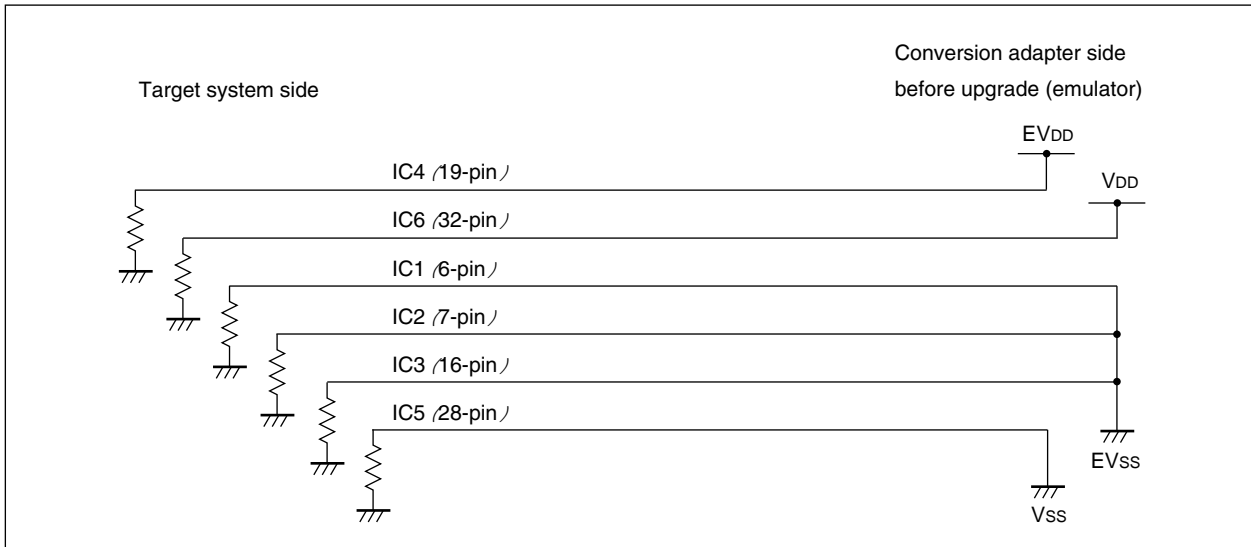 Target system side
Conversion adapter side
before upgrade (emulator)
EVDD
VDD
IC4 (19-pin)
IC6 (32-pin)
IC1 (6-pin)
IC2 (7-pin)
IC3 (16-pin)
IC5 (28-pin)
EVSS
VSS